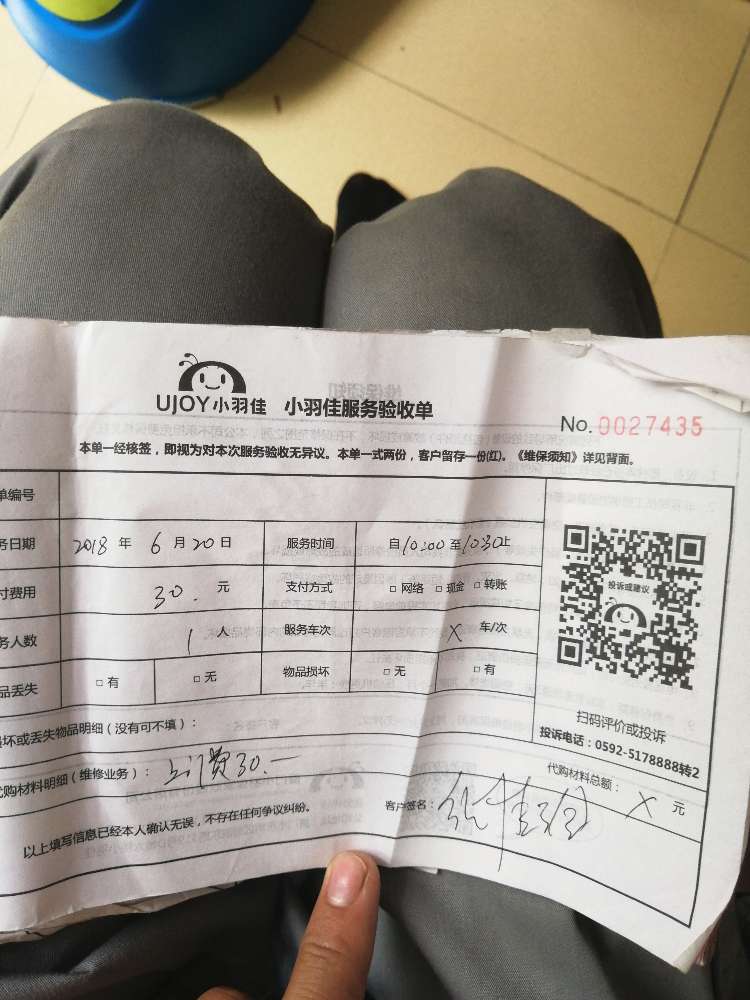 UJOY小羽佳 小羽佳服务验收单
No. 0027435
本单一经核签，即视为对本次服务验收无异议。本单一式两份，客户留存一份(红)。《维保须知》详见背面。
单编号
务日期 2018 年 6 月 20 日 服务时间 自 10:00 至 10:30 止
付费用 30. 元 支付方式 □ 网络 □ 现金 □ 转账
务人数 1 人 服务车次 X 车/次
品丢失 □ 有 □ 无 物品损坏 □ 无 □ 有
投诉或建议
扫码评价或投诉
投诉电话：0592-5178888转2
损坏或丢失物品明细（没有可不填）：
代购材料明细（维修业务）： 上门费30.一 代购材料总额： X 元
以上填写信息已经本人确认无误，不存在任何争议纠纷。 客户签名：